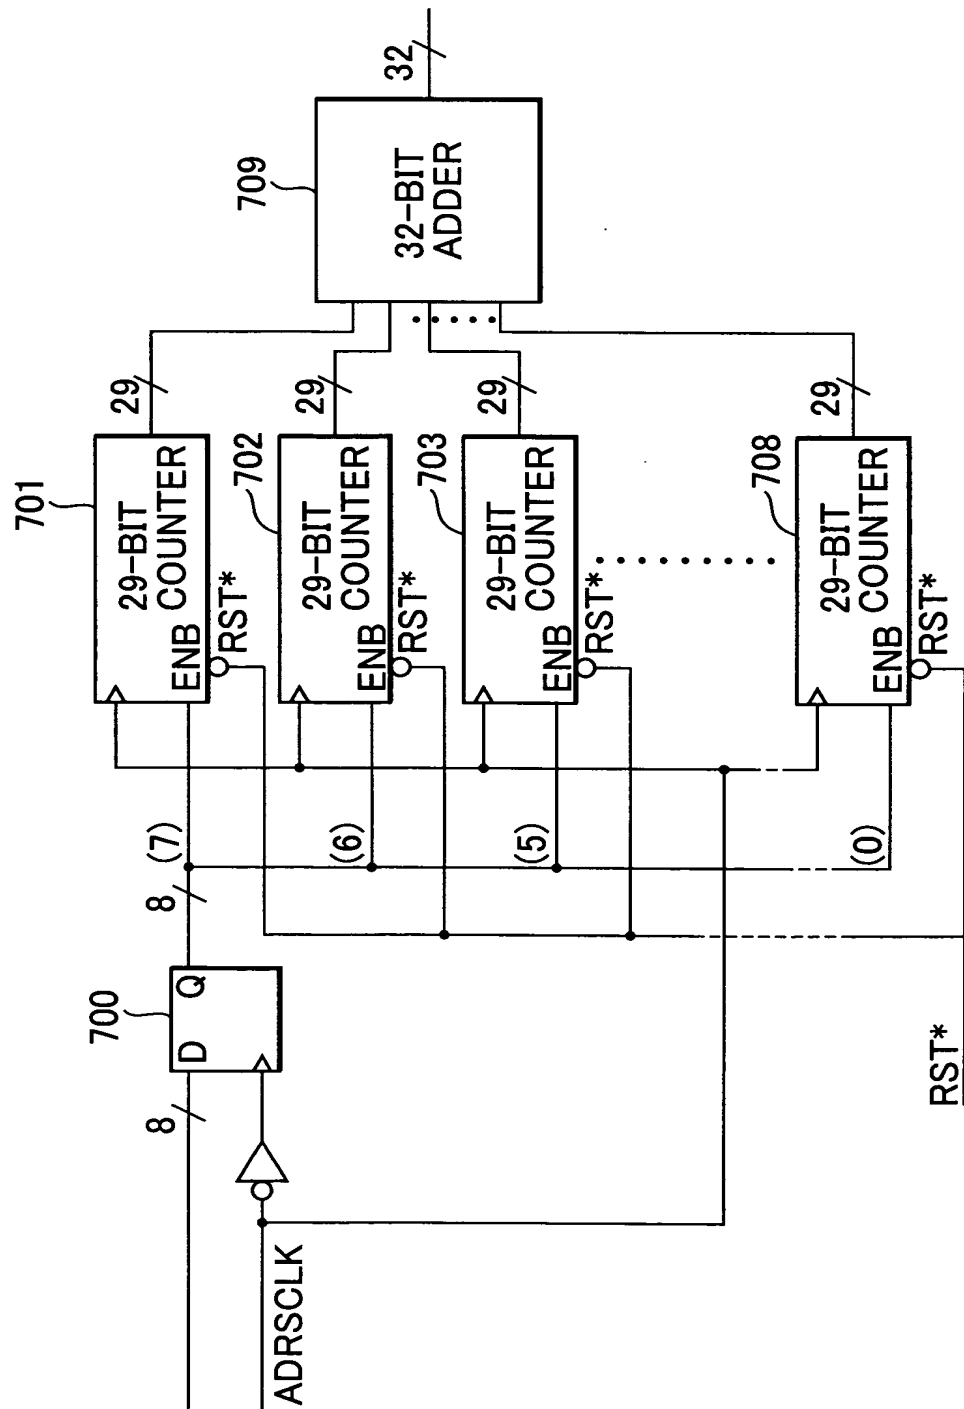 32
709
32-BIT
ADDER
29
29
29
29
701
702
703
708
29-BIT
COUNTER
ENB
RST*
29-BIT
COUNTER
ENB
RST*
29-BIT
COUNTER
ENB
RST*
29-BIT
COUNTER
ENB
RST*
(7)
(6)
(5)
(0)
8
700
D
Q
8
ADRSCLK
RST*